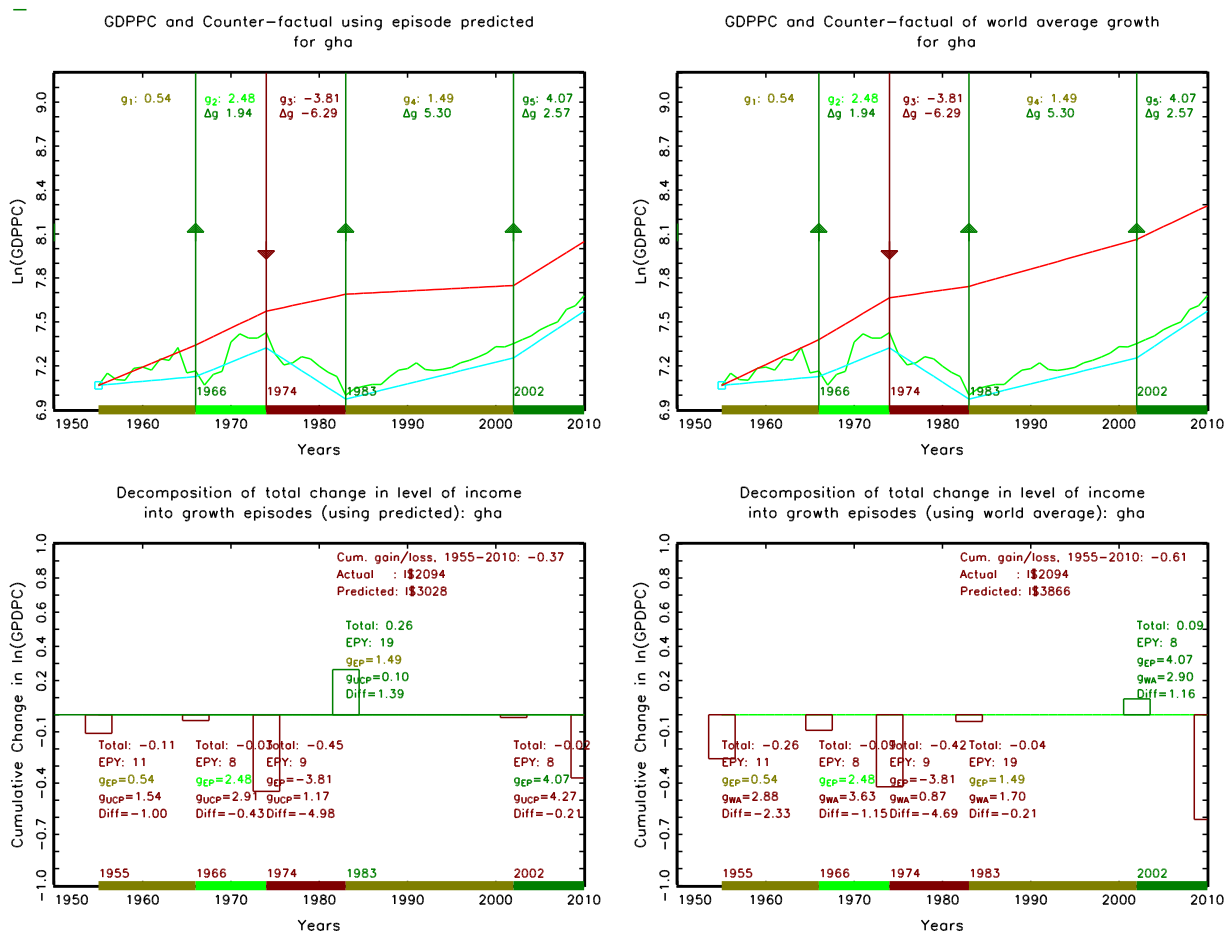 GDPPC and Counter-factual using episode predicted
for gha
g₁: 0.54
g₂: 2.48
Δg 1.94
g₃: -3.81
Δg -6.29
g₄: 1.49
Δg 5.30
g₅: 4.07
Δg 2.57
Ln(GDPPC)
9.0
8.7
8.4
8.1
7.8
7.5
7.2
6.9
1966
1974
1983
2002
1950 1960 1970 1980 1990 2000 2010
Years
GDPPC and Counter-factual of world average growth
for gha
g₁: 0.54
g₂: 2.48
Δg 1.94
g₃: -3.81
Δg -6.29
g₄: 1.49
Δg 5.30
g₅: 4.07
Δg 2.57
Ln(GDPPC)
9.0
8.7
8.4
8.1
7.8
7.5
7.2
6.9
1966
1974
1983
2002
1950 1960 1970 1980 1990 2000 2010
Years
Decomposition of total change in level of income
into growth episodes (using predicted): gha
Cum. gain/loss, 1955-2010: -0.37
Actual : I$2094
Predicted: I$3028
Total: 0.26
EPY: 19
gEP=1.49
gUCP=0.10
Diff=1.39
Total: -0.11
EPY: 11
gEP=0.54
gUCP=1.54
Diff=-1.00
Total: -0.03
EPY: 8
gEP=2.48
gUCP=2.91
Diff=-0.43
Total: -0.45
EPY: 9
gEP=-3.81
gUCP=1.17
Diff=-4.98
Total: -0.02
EPY: 8
gEP=4.07
gUCP=4.27
Diff=-0.21
Cumulative Change in ln(GPDPC)
1.0
0.8
0.6
0.4
0.2
-0.1
-0.4
-0.7
-1.0
1955
1966
1974
1983
2002
1950 1960 1970 1980 1990 2000 2010
Years
Decomposition of total change in level of income
into growth episodes (using world average): gha
Cum. gain/loss, 1955-2010: -0.61
Actual : I$2094
Predicted: I$3866
Total: 0.09
EPY: 8
gEP=4.07
gWA=2.90
Diff=1.16
Total: -0.26
EPY: 11
gEP=0.54
gWA=2.88
Diff=-2.33
Total: -0.09
EPY: 8
gEP=2.48
gWA=3.63
Diff=-1.15
Total: -0.42
EPY: 9
gEP=-3.81
gWA=0.87
Diff=-4.69
Total: -0.04
EPY: 19
gEP=1.49
gWA=1.70
Diff=-0.21
Cumulative Change in ln(GPDPC)
1.0
0.8
0.6
0.4
0.2
-0.1
-0.4
-0.7
-1.0
1955
1966
1974
1983
2002
1950 1960 1970 1980 1990 2000 2010
Years